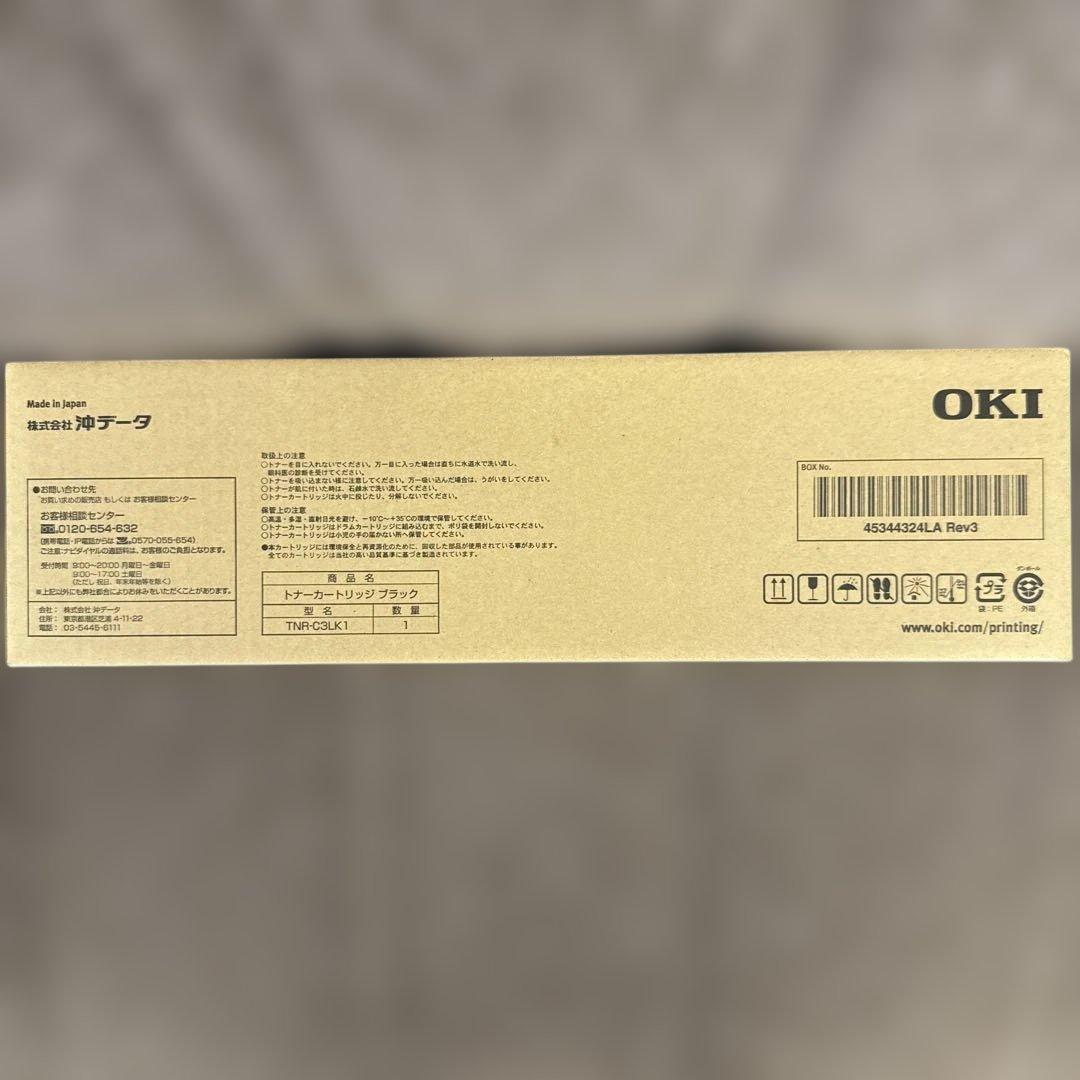 Made in Japan
株式会社 沖データ
OKI
●お問い合わせ先
お買い求めの販売店 もしくは お客様相談センター
お客様相談センター
0120-654-632
(携帯電話・IP電話からは 0570-055-654)
ご注意:ナビダイヤルの通話料は、お客様のご負担となります。
受付時間 9:00~20:00 月曜日~金曜日
9:00~17:00 土曜日
(ただし 祝日、年末年始等を除く)
※上記以外にも弊社都合によりお休みをいただくことがあります。
会社: 株式会社 沖データ
住所: 東京都港区芝浦 4-11-22
電話: 03-5445-6111
取扱上の注意
○トナーを目に入れないでください。万一目に入った場合は直ちに水道水で洗い流し、
眼科医の診断を受けてください。
○トナーを吸い込まない様に注意してください。万一吸い込んだ場合は、うがいをしてください。
○トナーが肌に付いた時は、石鹸水で洗い流してください。
○トナーカートリッジは火中に投じたり、分解しないでください。
保管上の注意
○高温・多湿・直射日光を避け、−10℃~+35℃の環境で保管してください。
○トナーカートリッジはドラムカートリッジに組み込むまで、ポリ袋を開封しないでください。
○トナーカートリッジは小児の手の届かない所へ保管してください。
●本カートリッジには環境保全と再資源化のために、回収した部品が使用されている事があります。
全てのカートリッジは当社の高い品質基準に基づき製造されています。
商 品 名
トナーカートリッジ ブラック
型 名 数 量
TNR-C3LK1 1
BOX No.
45344324LA Rev3
プラ
袋:PE
ダンボール
外箱
www.oki.com/printing/